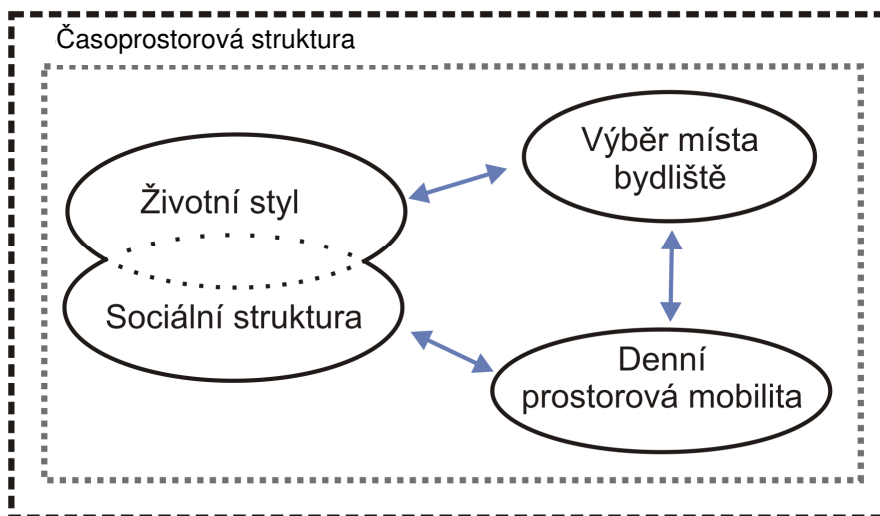 Časoprostorová struktura
Životní styl
Sociální struktura
Výběr místa
bydliště
Denní
prostorová mobilita